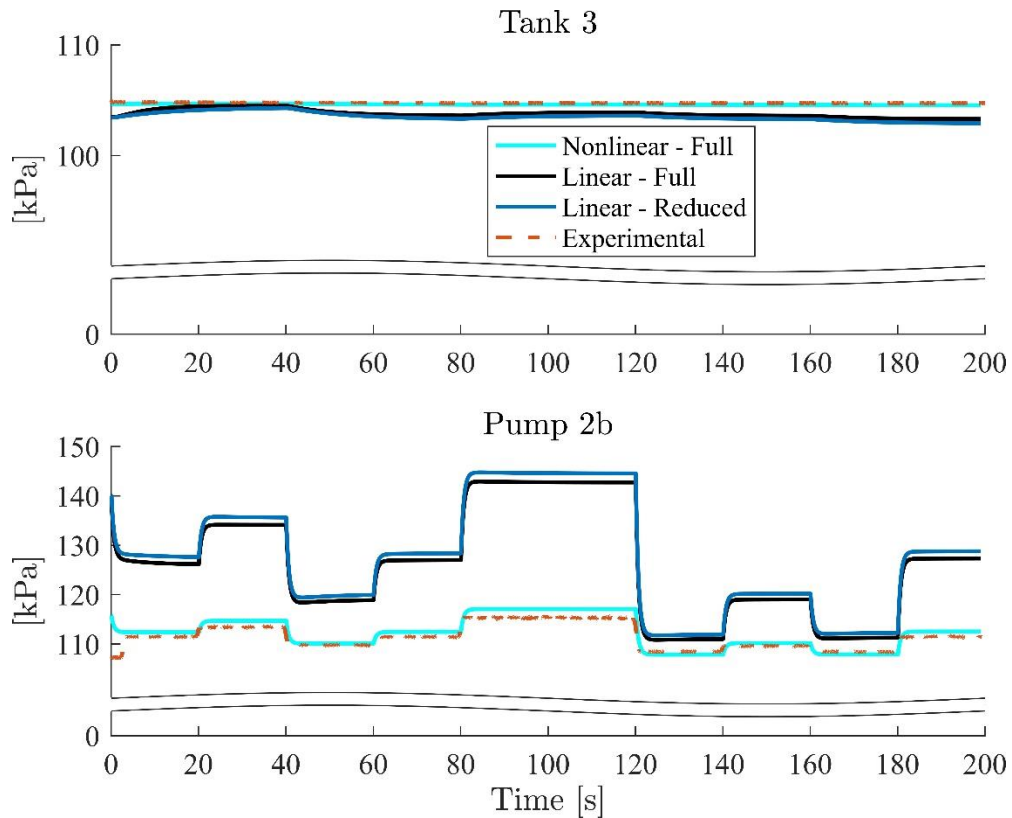 Tank 3
110
100
0
[kPa]
Nonlinear - Full
Linear - Full
Linear - Reduced
Experimental
0 20 40 60 80 100 120 140 160 180 200
Pump 2b
150
140
130
120
110
0
[kPa]
0 20 40 60 80 100 120 140 160 180 200
Time [s]